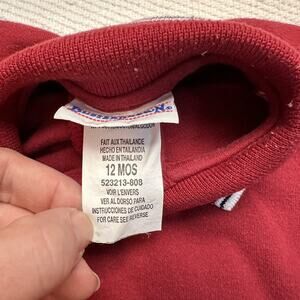 FAIT AUX THAILANDE
HECHO EN TAILANDIA
MADE IN THAILAND
12 MOS
523213-808
VOIR L'ENVERS
VER AL DORSO PARA
INSTRUCCIONES DE CUIDADO
FOR CARE SEE REVERSE